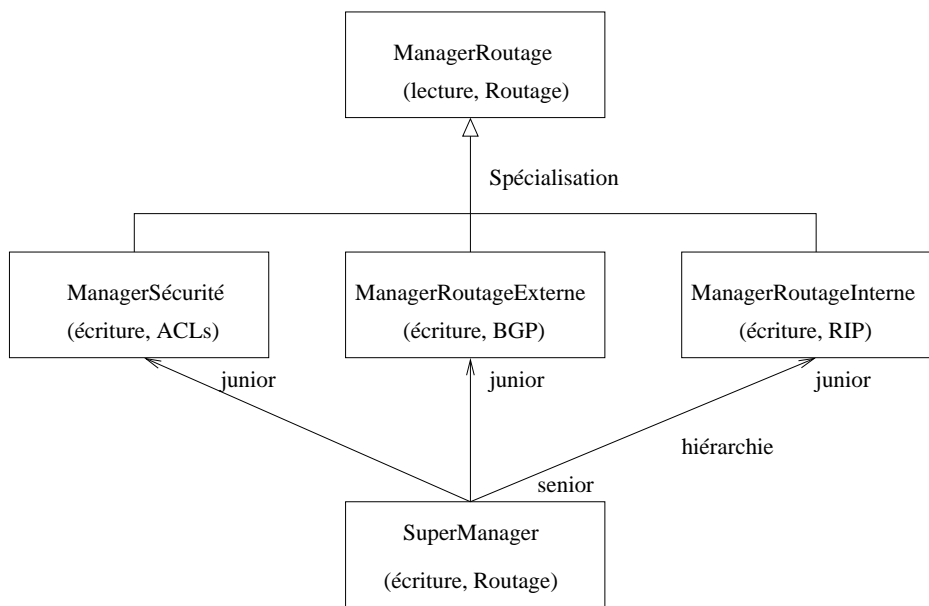 ManagerRoutage
(lecture, Routage)
Spécialisation
ManagerSécurité
(écriture, ACLs)
ManagerRoutageExterne
(écriture, BGP)
ManagerRoutageInterne
(écriture, RIP)
junior
junior
junior
hiérarchie
senior
SuperManager
(écriture, Routage)